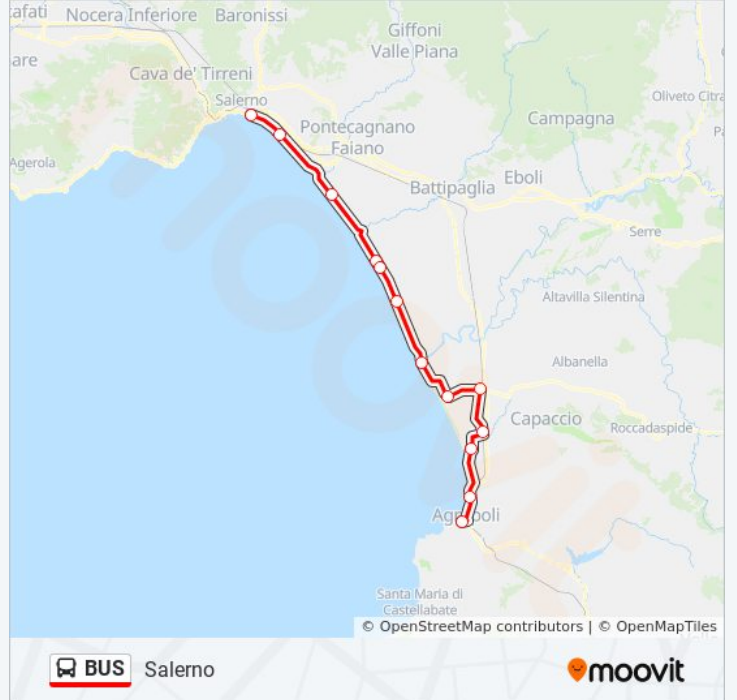 afati
Nocera Inferiore
Baronissi
Giffoni
Valle Piana
are
Cava de' Tirreni
Salerno
Oliveto Citra
Pontecagnano
Faiano
Campagna
Agerola
Battipaglia
Eboli
Serre
Altavilla Silentina
Albanella
Capaccio
Roccadaspide
Agropoli
Santa Maria di
Castellabate
© OpenStreetMap contributors | © OpenMapTiles
BUS
Salerno
moovit